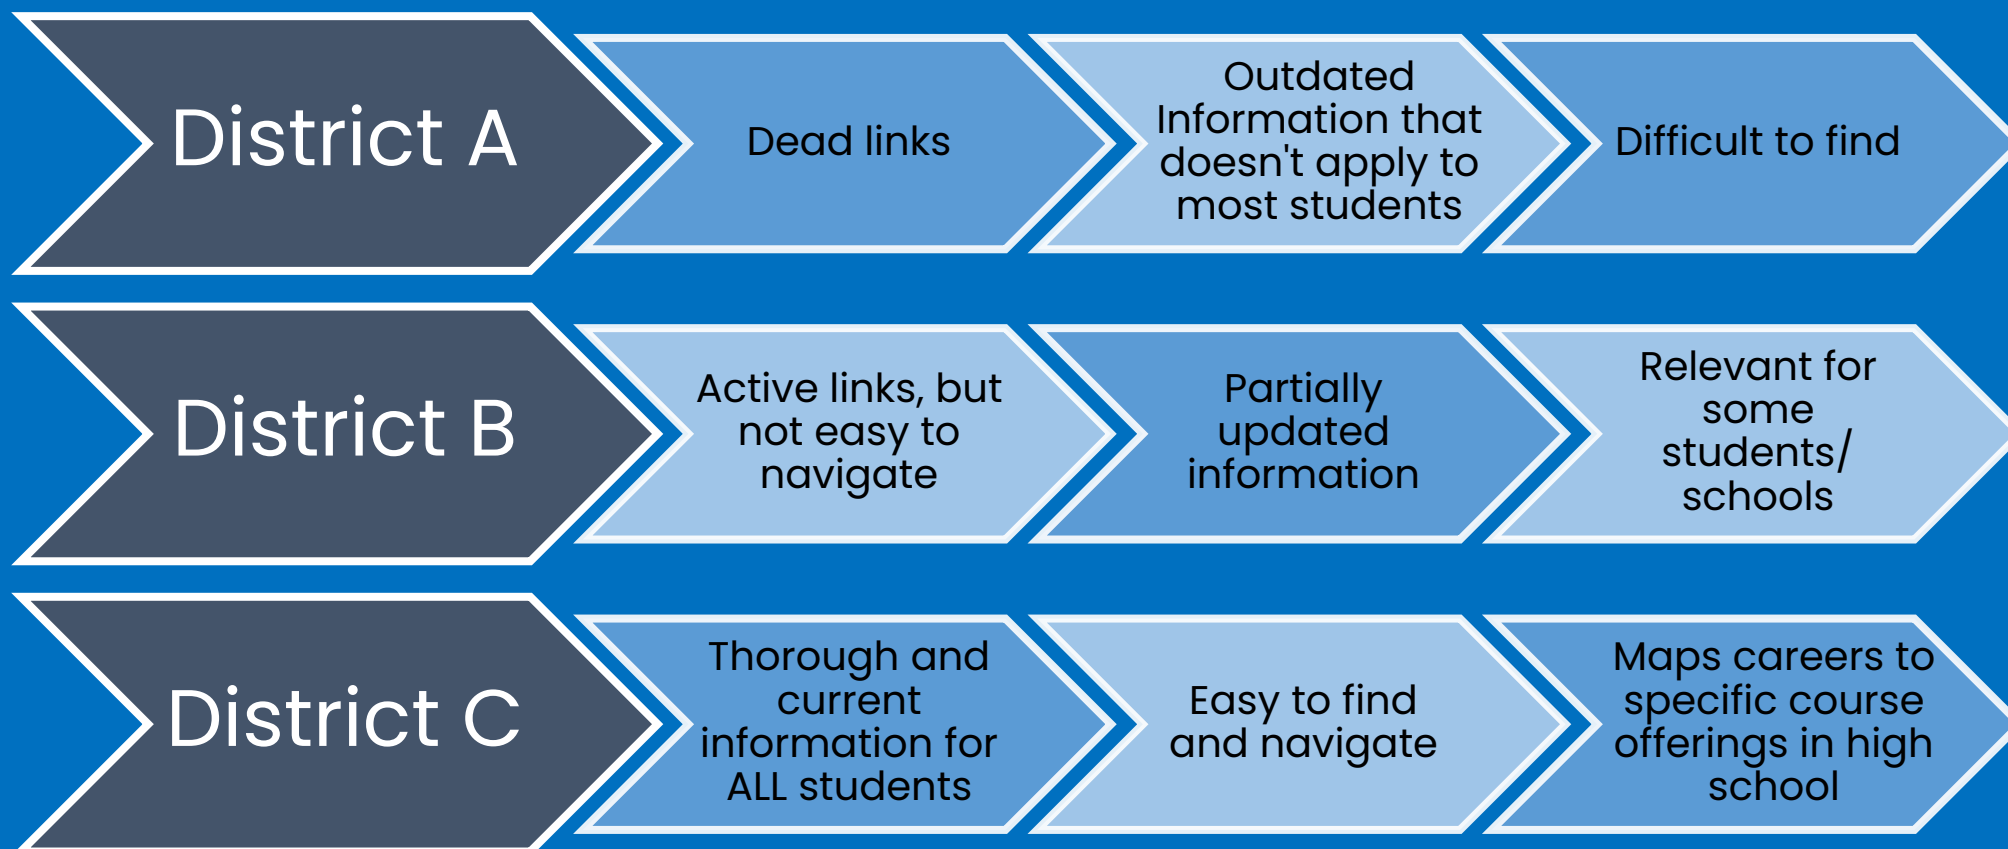 District A
Dead links
Outdated
Information that
doesn't apply to
most students
Difficult to find
District B
Active links, but
not easy to
navigate
Partially
updated
information
Relevant for
some
students/
schools
District C
Thorough and
current
information for
ALL students
Easy to find
and navigate
Maps careers to
specific course
offerings in high
school